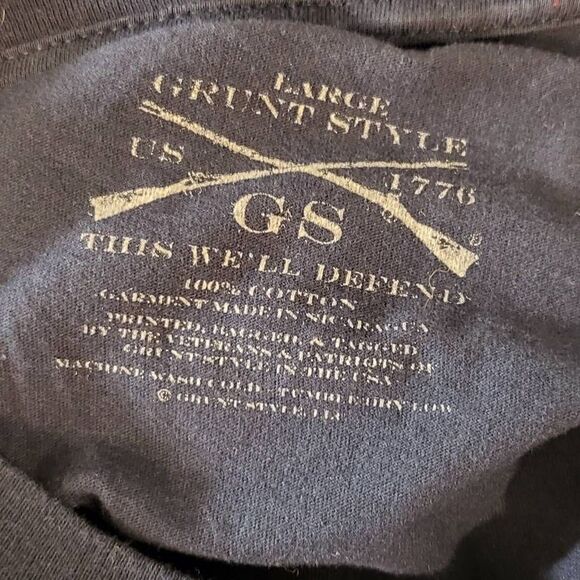 LARGE
GRUNT STYLE
US 1776
GS
THIS WE'LL DEFEND
100% COTTON
GARMENT MADE IN NICARAGUA
PRINTED, BAGGED, & TAGGED
BY THE VETERANS & PATRIOTS OF
GRUNT STYLE IN THE USA
MACHINE WASH COLD. TUMBLE DRY LOW
© GRUNT STYLE, LLC